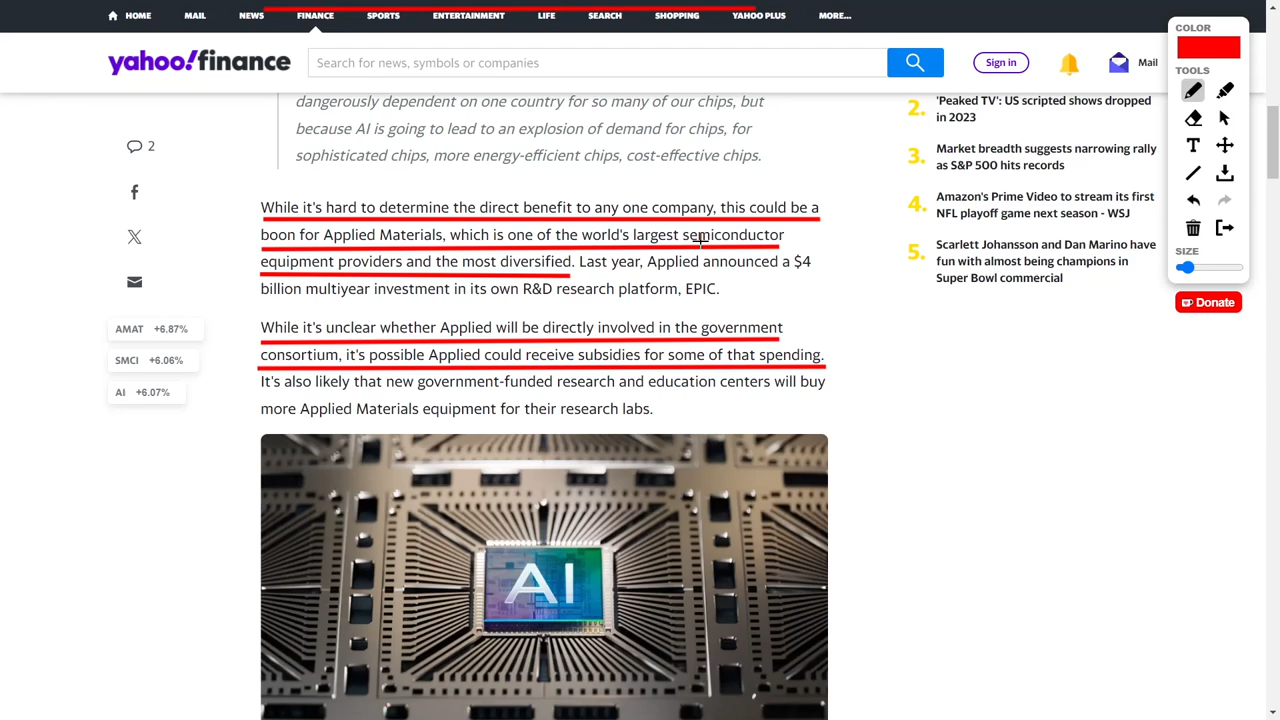 HOME MAIL NEWS FINANCE SPORTS ENTERTAINMENT LIFE SEARCH SHOPPING YAHOO PLUS MORE...
yahoo!finance
Search for news, symbols or companies
Sign in
Mail
dangerously dependent on one country for so many of our chips, but
because AI is going to lead to an explosion of demand for chips, for
sophisticated chips, more energy-efficient chips, cost-effective chips.
2
While it's hard to determine the direct benefit to any one company, this could be a
boon for Applied Materials, which is one of the world's largest semiconductor
equipment providers and the most diversified. Last year, Applied announced a $4
billion multiyear investment in its own R&D research platform, EPIC.
AMAT +6.87%
SMCI +6.06%
AI +6.07%
While it's unclear whether Applied will be directly involved in the government
consortium, it's possible Applied could receive subsidies for some of that spending.
It's also likely that new government-funded research and education centers will buy
more Applied Materials equipment for their research labs.
AI
2. 'Peaked TV': US scripted shows dropped
in 2023
3. Market breadth suggests narrowing rally
as S&P 500 hits records
4. Amazon's Prime Video to stream its first
NFL playoff game next season - WSJ
5. Scarlett Johansson and Dan Marino have
fun with almost being champions in
Super Bowl commercial
COLOR
TOOLS
T
SIZE
Donate